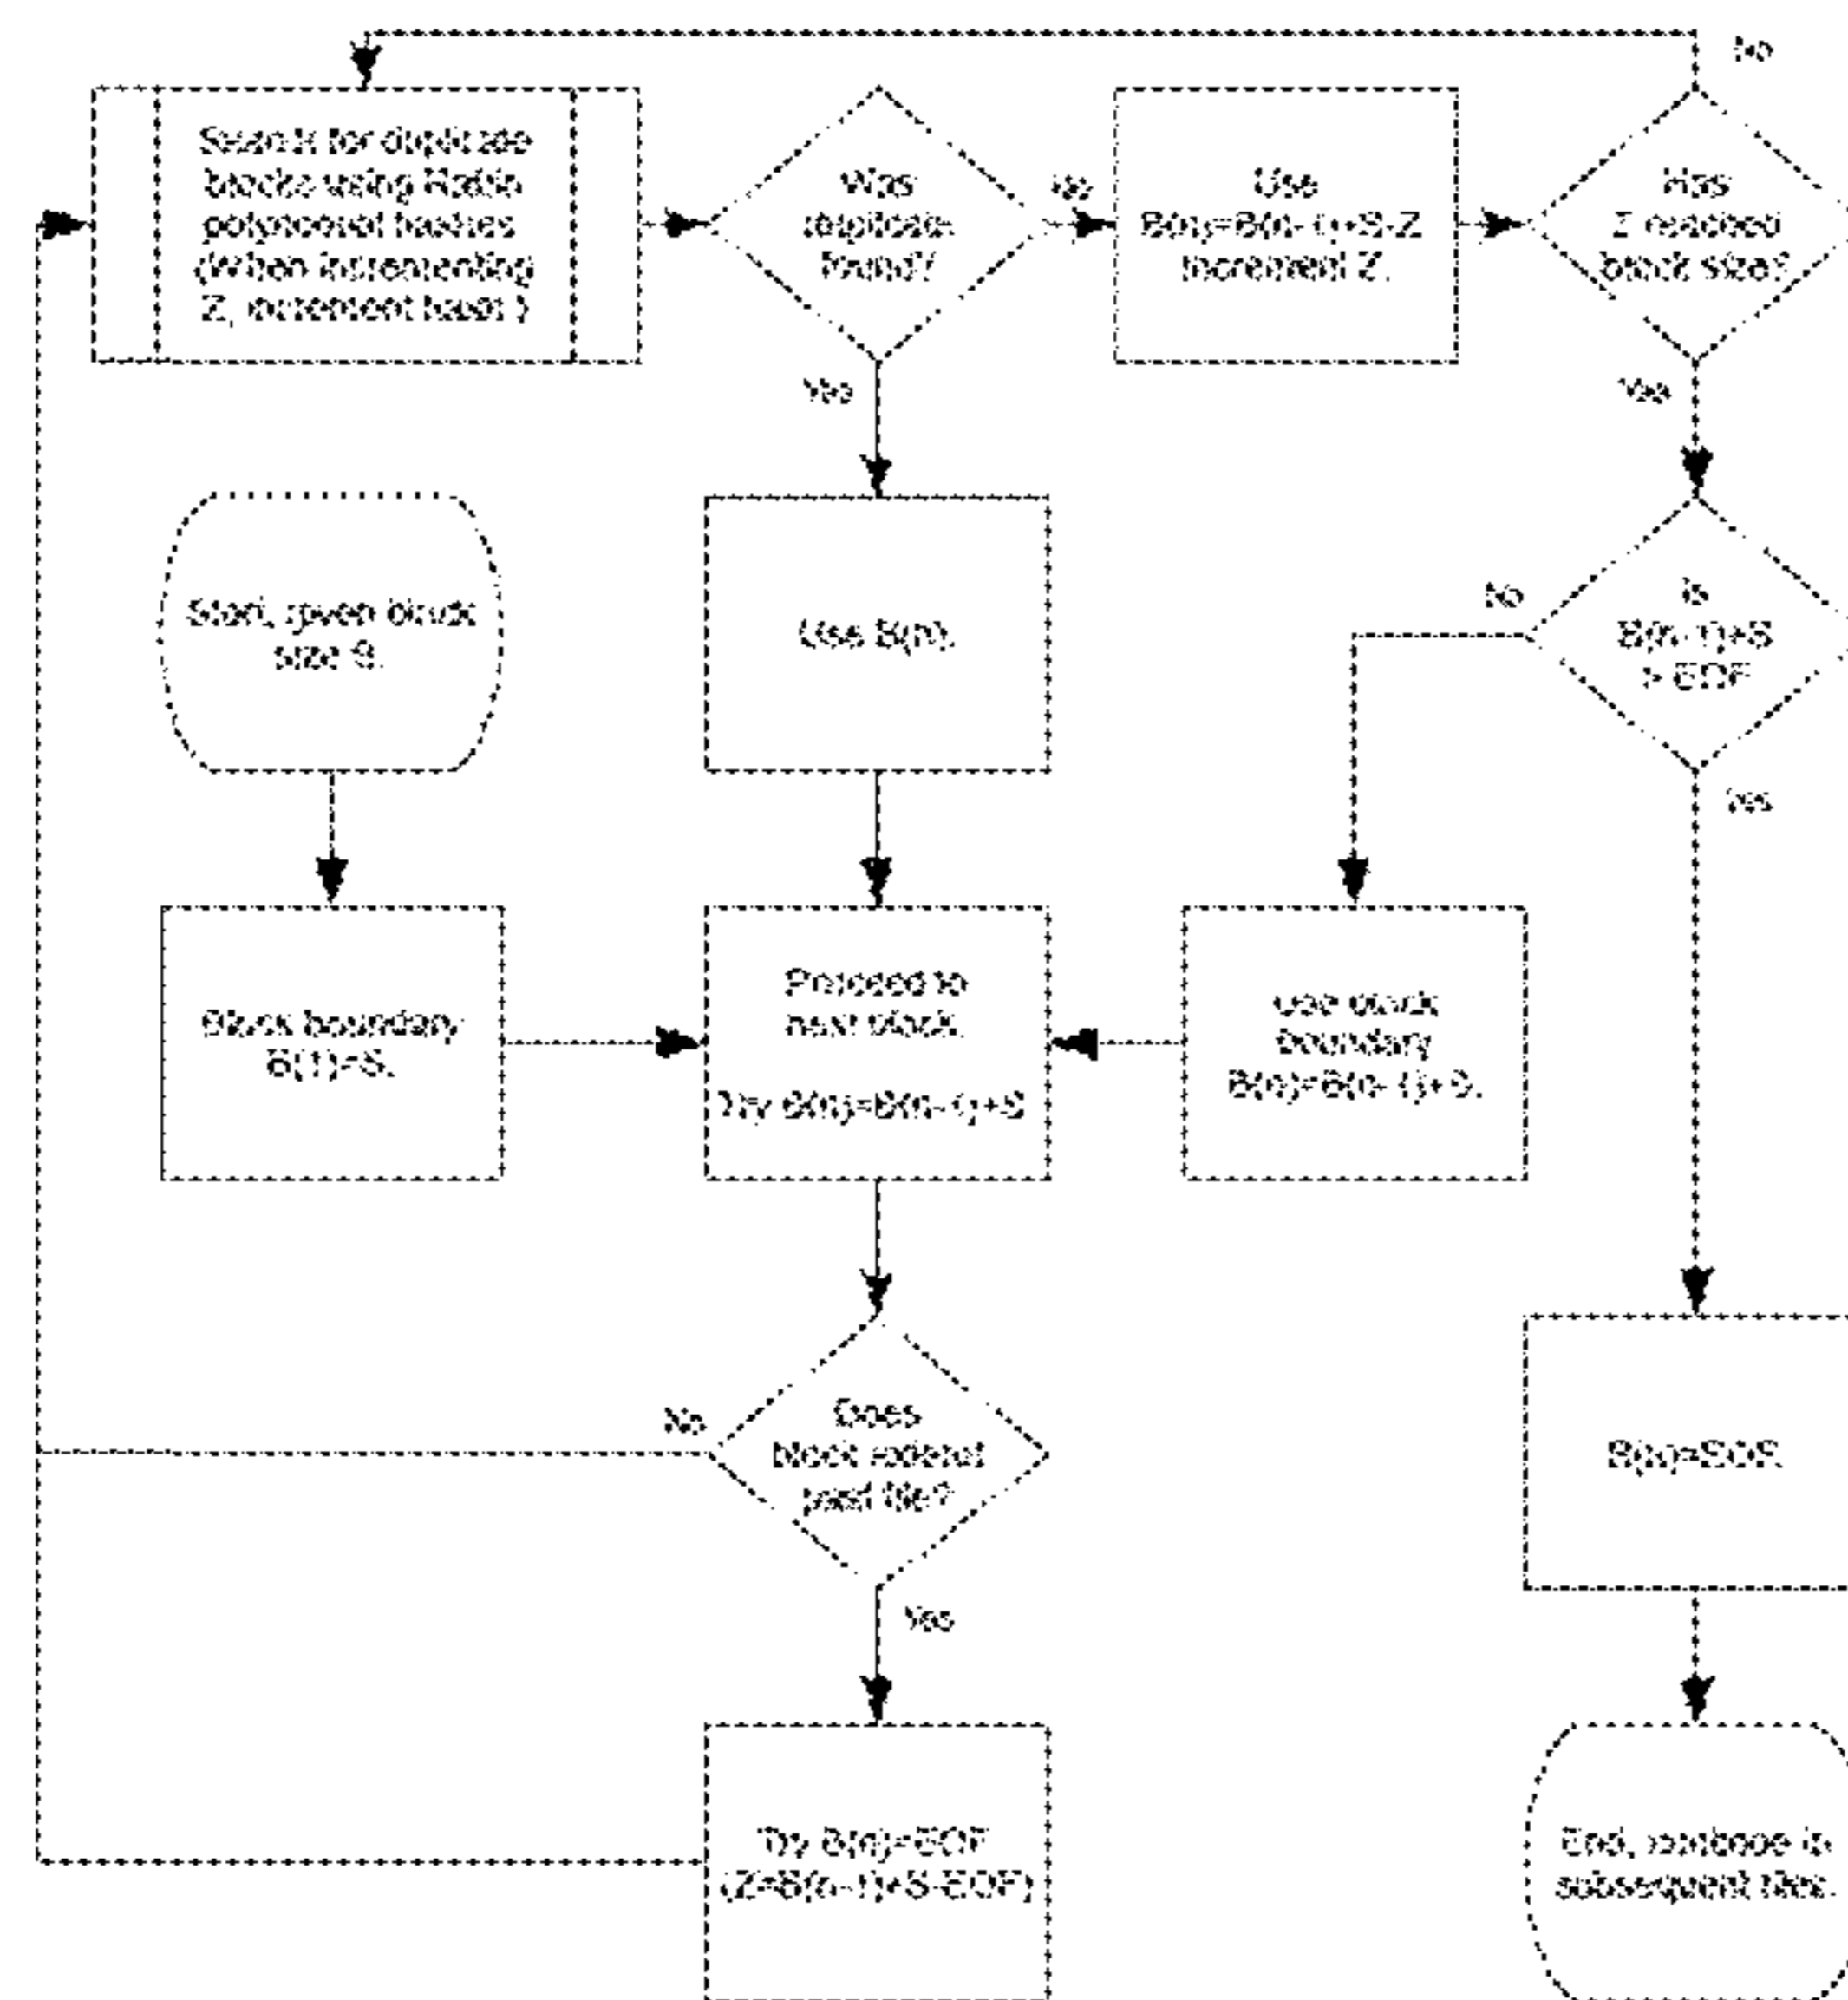 No
Search for duplicate
blocks using Rabin
polynomial hashes
(When incrementing
Z, increment hash.)
Was
duplicate
found?
No
Use
B(n)=B(n-1)+S-Z
Increment Z.
Has
Z reached
block size?
Yes
Yes
Start, given block
size S.
Use B(n).
No
Is
B(n-1)+S
>EOF
Yes
Block boundary
B(1)=S.
Proceed to
next block.
Try B(n)=B(n-1)+S
Use block
boundary
B(n)=B(n-1)+S.
No
Does
block extend
past file?
B(n)=EOF.
Yes
Try B(n)=EOF
(Z=B(n-1)+S-EOF)
End, continue in
subsequent files.